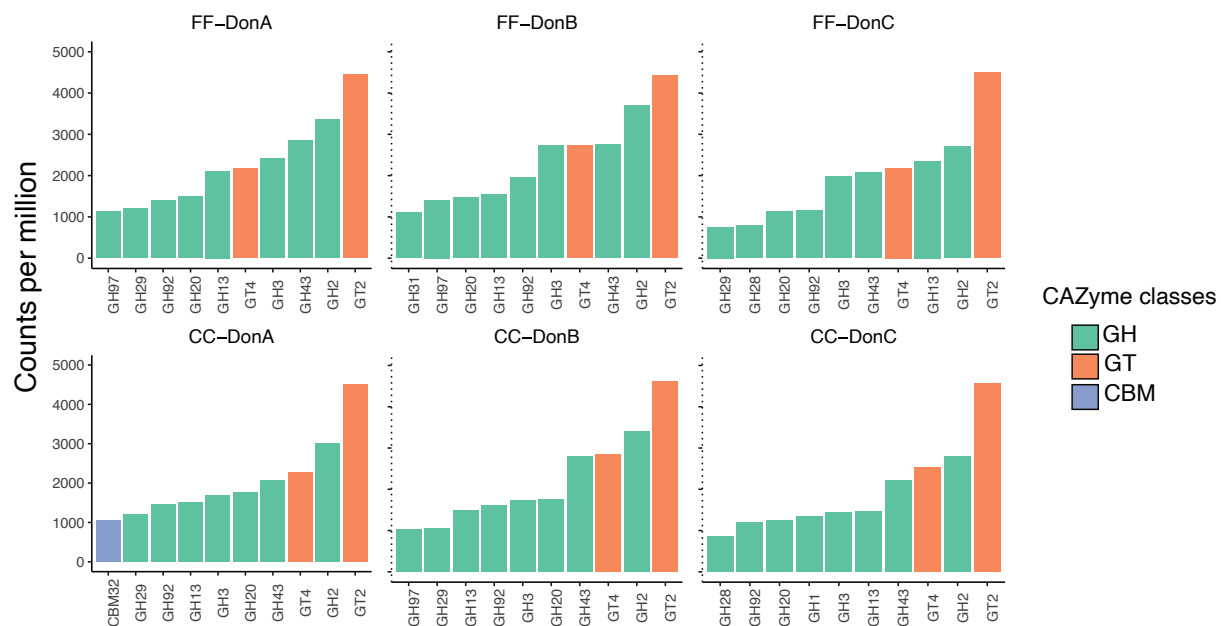 FF−DonA
FF−DonB
FF−DonC
Counts per million
5000
4000
3000
2000
1000
0
GH97
GH29
GH92
GH20
GH13
GT4
GH3
GH43
GH2
GT2
GH31
GH97
GH20
GH13
GH92
GH3
GT4
GH43
GH2
GT2
GH29
GH28
GH20
GH92
GH3
GH43
GT4
GH13
GH2
GT2
CAZyme classes
GH
GT
CBM
CC−DonA
CC−DonB
CC−DonC
5000
4000
3000
2000
1000
0
CBM32
GH29
GH92
GH13
GH3
GH20
GH43
GT4
GH2
GT2
GH97
GH29
GH13
GH92
GH3
GH20
GH43
GT4
GH2
GT2
GH28
GH92
GH20
GH1
GH3
GH13
GH43
GT4
GH2
GT2